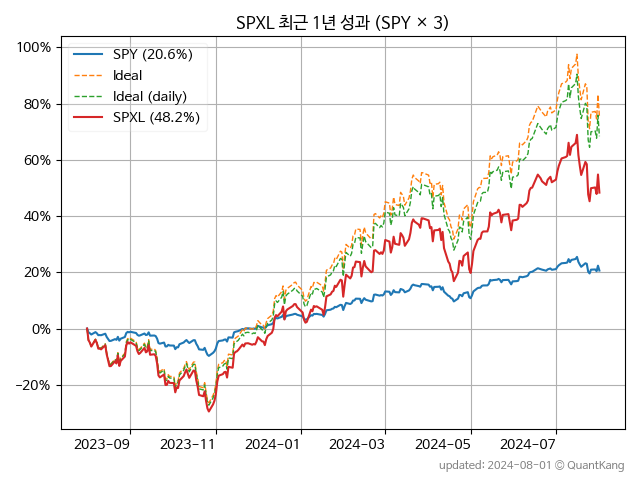 SPXL 최근 1년 성과 (SPY × 3)
100%
80%
60%
40%
20%
0%
−20%
SPY (20.6%)
Ideal
Ideal (daily)
SPXL (48.2%)
2023−09
2023−11
2024−01
2024−03
2024−05
2024−07
updated: 2024−08−01 © QuantKang